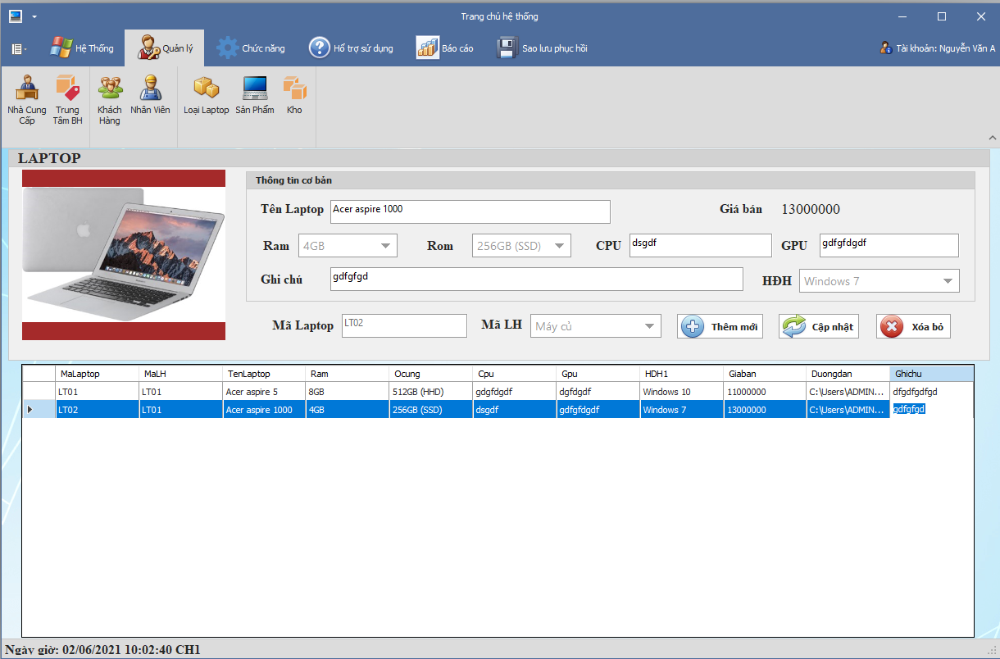 Trang chủ hệ thống
Hệ Thống Quản lý Chức năng Hổ trợ sử dụng Báo cáo Sao lưu phục hồi Tài khoản: Nguyễn Văn A
Nhà Cung Cấp
Trung Tâm BH
Khách Hàng
Nhân Viên
Loại Laptop
Sản Phẩm
Kho
LAPTOP
Thông tin cơ bản
Tên Laptop Acer aspire 1000 Giá bán 13000000
Ram 4GB Rom 256GB (SSD) CPU dsgdf GPU gdfgfdgdf
Ghi chú gdfgfgd HĐH Windows 7
Mã Laptop LT02 Mã LH Máy củ Thêm mới Cập nhật Xóa bỏ
MaLaptop MaLH TenLaptop Ram Ocung Cpu Gpu HDH1 Giaban Duongdan Ghichu
LT01 LT01 Acer aspire 5 8GB 512GB (HHD) gdgfdgdf dgfdgdf Windows 10 11000000 C:\Users\ADMIN... dfgdfgdfgd
LT02 LT01 Acer aspire 1000 4GB 256GB (SSD) dsgdf gdfgfdgdf Windows 7 13000000 C:\Users\ADMIN... gdfgfgd
Ngày giờ: 02/06/2021 10:02:40 CH1